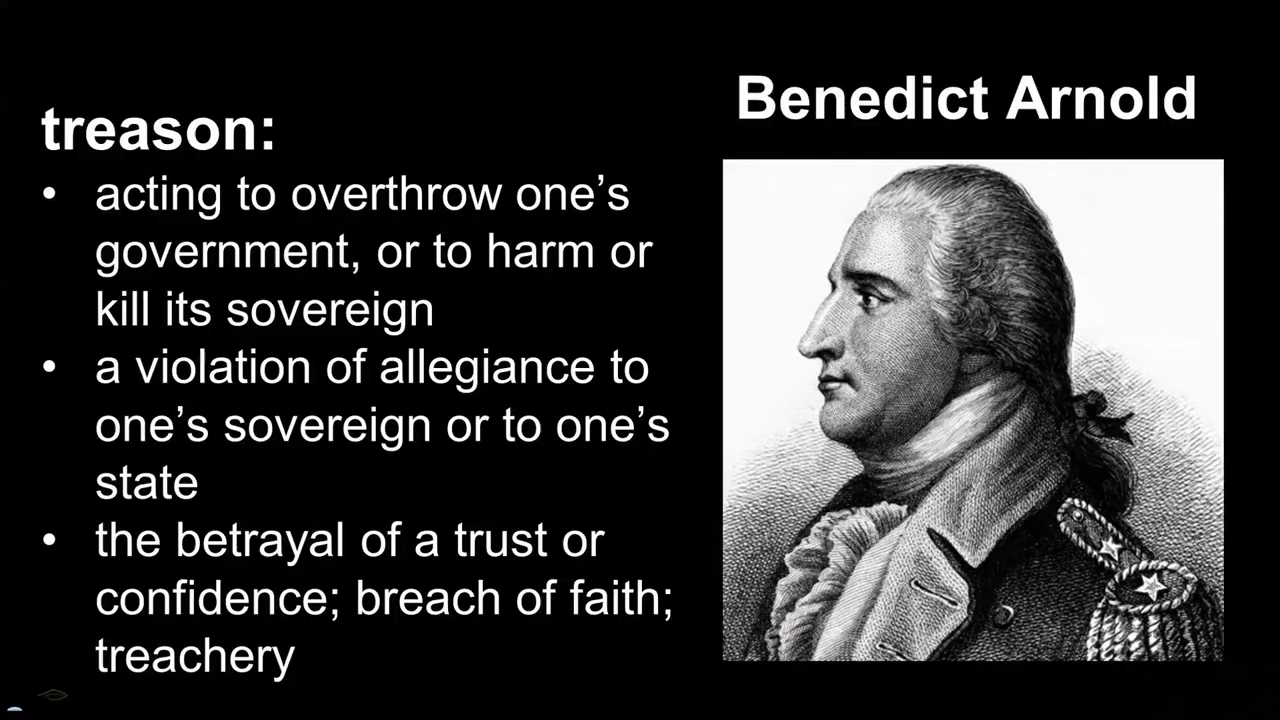 Benedict Arnold
treason:
• acting to overthrow one’s
government, or to harm or
kill its sovereign
• a violation of allegiance to
one’s sovereign or to one’s
state
• the betrayal of a trust or
confidence; breach of faith;
treachery